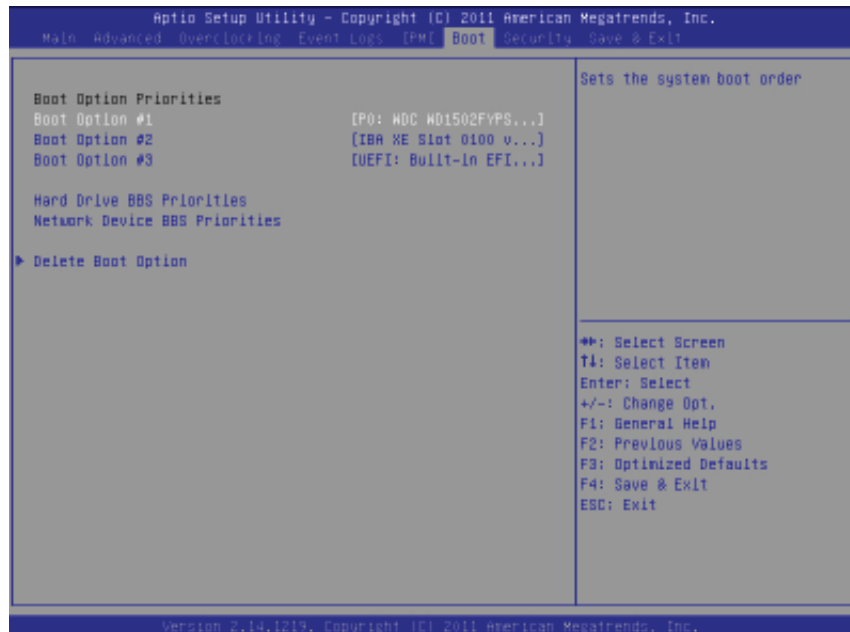 Aptio Setup Utility – Copyright (C) 2011 American Megatrends, Inc.
Main Advanced Overclocking Event Logs IPMI Boot Security Save & Exit
Boot Option Priorities
Boot Option #1 [P0: WDC WD1502FYPS...]
Boot Option #2 [IBA XE Slot 0100 v...]
Boot Option #3 [UEFI: Built-in EFI...]
Hard Drive BBS Priorities
Network Device BBS Priorities
Delete Boot Option
Sets the system boot order
: Select Screen
↑↓: Select Item
Enter: Select
+/-: Change Opt.
F1: General Help
F2: Previous Values
F3: Optimized Defaults
F4: Save & Exit
ESC: Exit
Version 2.14.1219. Copyright (C) 2011 American Megatrends, Inc.